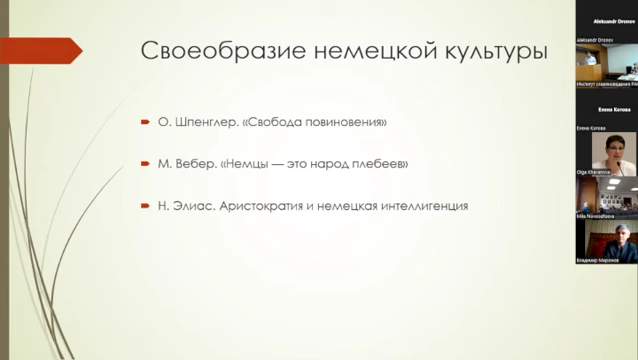 Своеобразие немецкой культуры
О. Шпенглер. «Свобода повиновения»
М. Вебер. «Немцы — это народ плебеев»
Н. Элиас. Аристократия и немецкая интеллигенция
Aleksandr Dronov
Aleksandr Dronov
Институт славяноведения РАН
Елена Котова
Елена Котова
Olga Khavanova
Mila Novoseltseva
Владимир Миронов